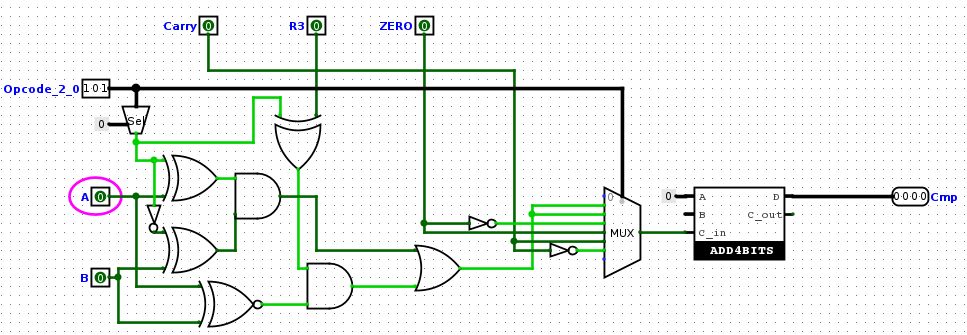 Carry 0 R3 0 ZERO 0
Opcode_2_0 101
Sel
0
A 0
B 0
0
MUX
0 A D
B C_out
C_in
ADD4BITS
0000 Cmp